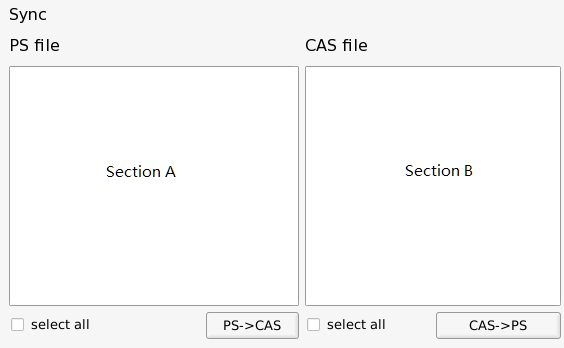 Sync
PS file
CAS file
Section A
Section B
select all
PS->CAS
select all
CAS->PS